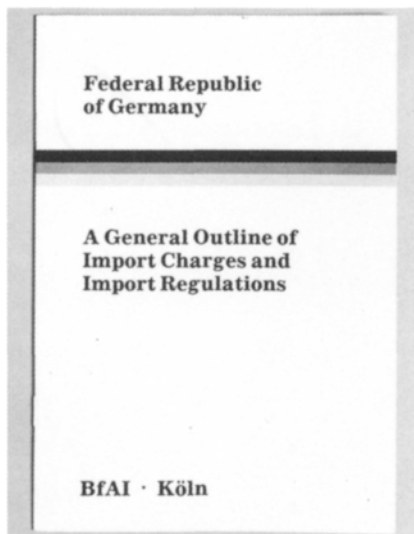 Federal Republic
of Germany
A General Outline of
Import Charges and
Import Regulations
BfAI · Köln